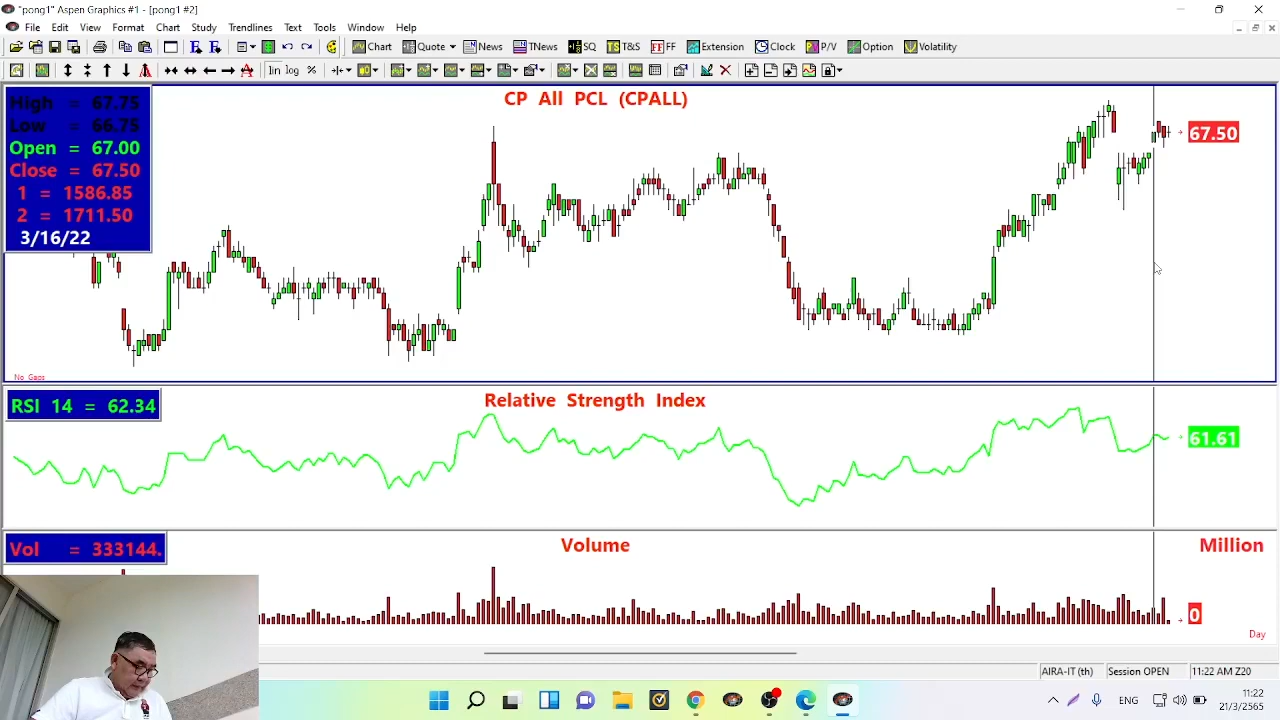 "pong1" Aspen Graphics #1 - [pong1 #2]
File Edit View Format Chart Study Trendlines Text Tools Window Help
Chart Quote News TNews SQ TS T&S FF FF Extension Clock P/V Option Volatility
lin log %
CP All PCL (CPALL)
High = 67.75
Low = 66.75
Open = 67.00
Close = 67.50
1 = 1586.85
2 = 1711.50
3/16/22
67.50
No Gaps
RSI 14 = 62.34
Relative Strength Index
61.61
Vol = 333144.
Volume
Million
0
Day
AIRA-IT (th) Session OPEN 11:22 AM Z20
ENG
11:22
21/3/2565